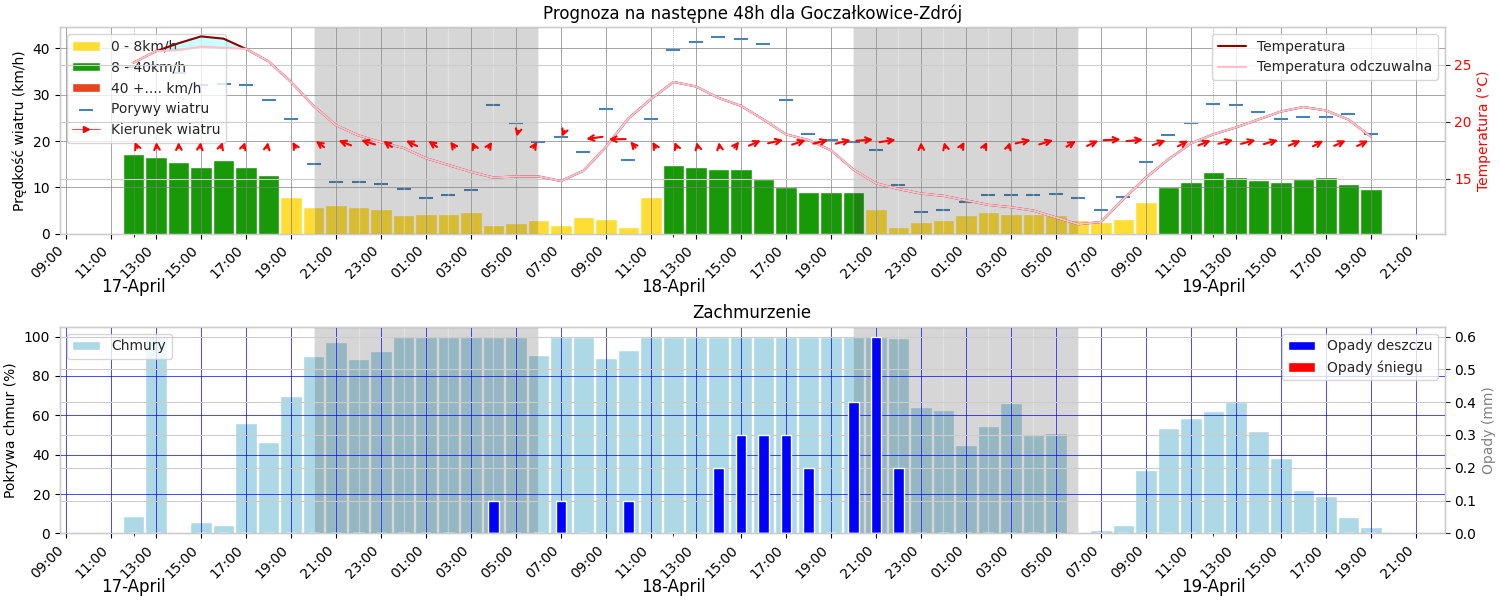 Prognoza na następne 48h dla Goczałkowice-Zdrój
Prędkość wiatru (km/h)
40
30
20
10
0
0 - 8km/h
8 - 40km/h
40 +.... km/h
Porywy wiatru
Kierunek wiatru
Temperatura
Temperatura odczuwalna
25
20
15
Temperatura (°C)
09:00 11:00 13:00 15:00 17:00 19:00 21:00 23:00 01:00 03:00 05:00 07:00 09:00 11:00 13:00 15:00 17:00 19:00 21:00 23:00 01:00 03:00 05:00 07:00 09:00 11:00 13:00 15:00 17:00 19:00 21:00
17-April 18-April 19-April
Zachmurzenie
Pokrywa chmur (%)
100
80
60
40
20
0
Chmury
Opady deszczu
Opady śniegu
0.6
0.5
0.4
0.3
0.2
0.1
0.0
Opady (mm)
09:00 11:00 13:00 15:00 17:00 19:00 21:00 23:00 01:00 03:00 05:00 07:00 09:00 11:00 13:00 15:00 17:00 19:00 21:00 23:00 01:00 03:00 05:00 07:00 09:00 11:00 13:00 15:00 17:00 19:00 21:00
17-April 18-April 19-April